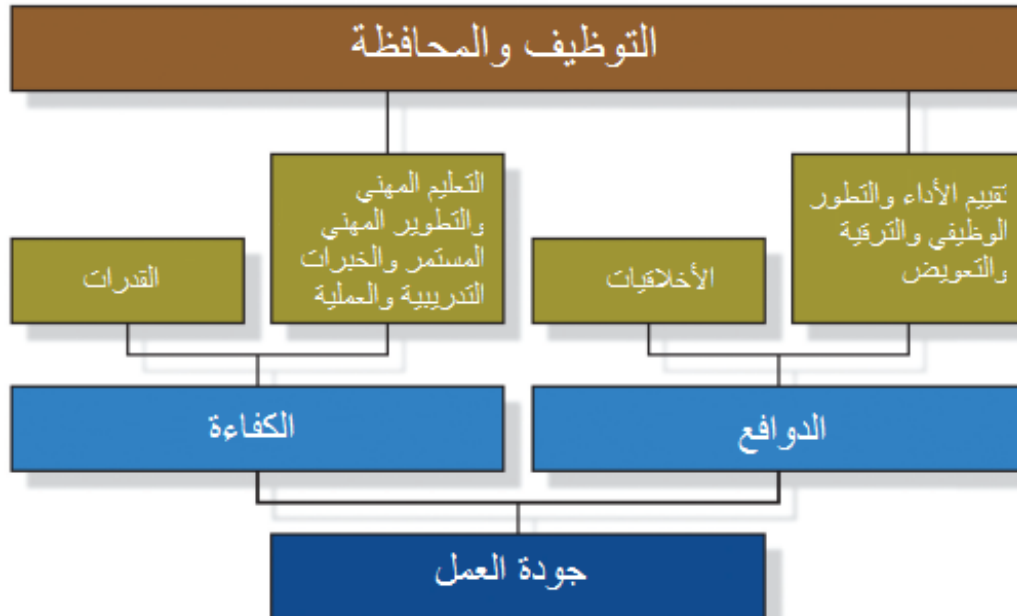 التوظيف والمحافظة
تقييم الأداء والتطور
الوظيفي والترقية
والتعويض
الأخلاقيات
التعليم المهني
والتطوير المهني
المستمر والخبرات
التدريبية والعملية
القدرات
الدوافع
الكفاءة
جودة العمل